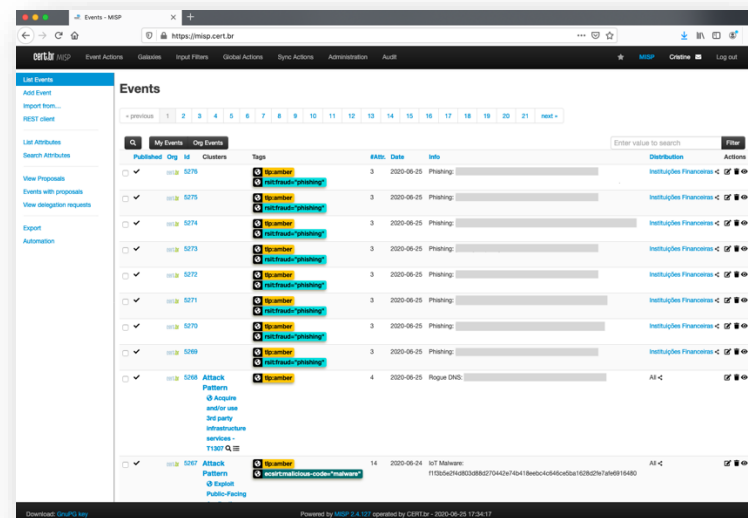 Events - MISP
https://misp.cert.br
cert.br MISP Event Actions Galaxies Input Filters Global Actions Sync Actions Administration Audit MISP Cristine Log out
List Events
Add Event
Import from...
REST client
List Attributes
Search Attributes
View Proposals
Events with proposals
View delegation requests
Export
Automation
Events
« previous 1 2 3 4 5 6 7 8 9 10 11 12 13 14 15 16 17 18 19 20 21 next »
My Events Org Events Enter value to search Filter
Published Org Id Clusters Tags #Attr. Date Info Distribution Actions
5276 tlp:amber 3 2020-06-25 Phishing: Instituições Financeiras
rsit:fraud="phishing"
5275 tlp:amber 3 2020-06-25 Phishing: Instituições Financeiras
rsit:fraud="phishing"
5274 tlp:amber 3 2020-06-25 Phishing: Instituições Financeiras
rsit:fraud="phishing"
5273 tlp:amber 3 2020-06-25 Phishing: Instituições Financeiras
rsit:fraud="phishing"
5272 tlp:amber 3 2020-06-25 Phishing: Instituições Financeiras
rsit:fraud="phishing"
5271 tlp:amber 3 2020-06-25 Phishing: Instituições Financeiras
rsit:fraud="phishing"
5270 tlp:amber 3 2020-06-25 Phishing: Instituições Financeiras
rsit:fraud="phishing"
5269 tlp:amber 3 2020-06-25 Phishing: Instituições Financeiras
rsit:fraud="phishing"
5268 Attack tlp:amber 4 2020-06-25 Rogue DNS: All
Pattern
Acquire
and/or use
3rd party
infrastructure
services -
T1307
5267 Attack tlp:amber 14 2020-06-24 IoT Malware: All
Pattern ecsirt:malicious-code="malware"
Exploit
Public-Facing
Download: GnuPG key Powered by MISP 2.4.127 operated by CERT.br - 2020-06-25 17:34:17